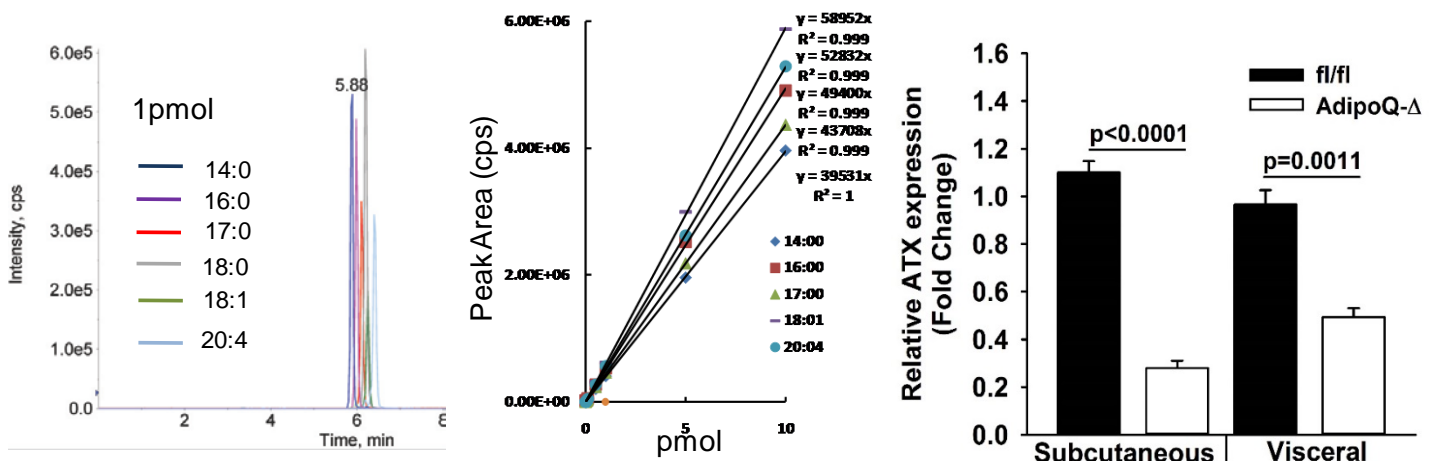 6.0e5
5.0e5
4.0e5
3.0e5
2.0e5
1.0e5
0.0
Intensity, cps
5.88
1pmol
14:0
16:0
17:0
18:0
18:1
20:4
2
4
6
8
Time, min
Peak Area (cps)
6.00E+06
4.00E+06
2.00E+06
0.00E+00
y = 58952x
R² = 0.999
y = 52832x
R² = 0.999
y = 49400x
R² = 0.999
y = 43708x
R² = 0.999
y = 39531x
R² = 1
14:00
16:00
17:00
18:01
20:04
0
5
10
pmol
Relative ATX expression
(Fold Change)
1.6
1.4
1.2
1.0
0.8
0.6
0.4
0.2
0.0
fl/fl
AdipoQ-Δ
p<0.0001
p=0.0011
Subcutaneous
Visceral